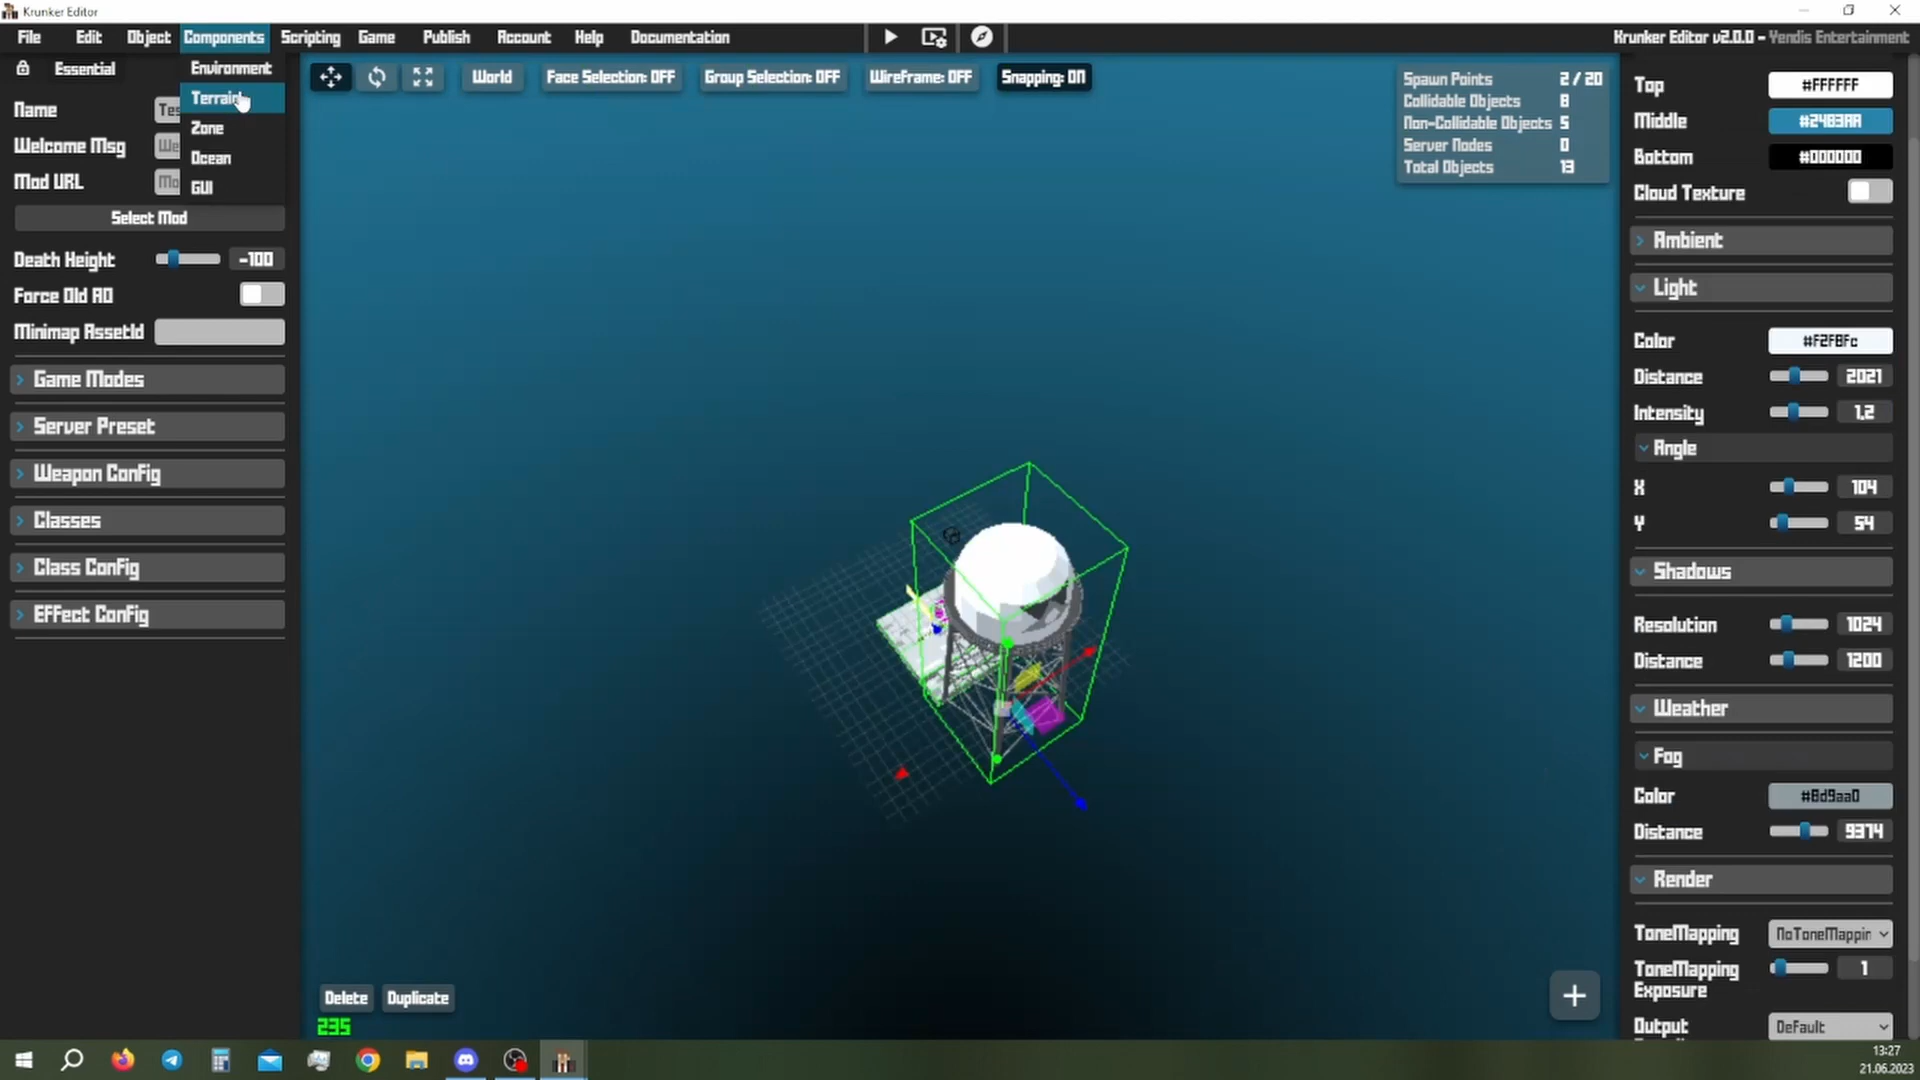 Krunker Editor
File Edit Object Components Scripting Game Publish Account Help Documentation
Krunker Editor v2.0.0 - Yendis Entertainment
Essential
Name Tes
Welcome Msg We
Mod URL Mo
Select Mod
Death Height -100
Force Old AO
Minimap AssetId
Game Modes
Server Preset
Weapon Config
Classes
Class Config
Effect Config
Environment
Terrain
Zone
Ocean
GUI
World Face Selection: OFF Group Selection: OFF WireFrame: OFF Snapping: ON
Spawn Points 2 / 20
Collidable Objects 8
Non-Collidable Objects 5
Server Nodes 0
Total Objects 13
Delete Duplicate
235
+
Top #FFFFFF
Middle #2483AA
Bottom #000000
Cloud Texture
Ambient
Light
Color #F2F8Fc
Distance 2021
Intensity 1.2
Angle
X 104
Y 54
Shadows
Resolution 1024
Distance 1200
Weather
Fog
Color #8d9aa0
Distance 9374
Render
ToneMapping NoToneMappin
ToneMapping Exposure 1
Output Default
13:27
21.06.2023